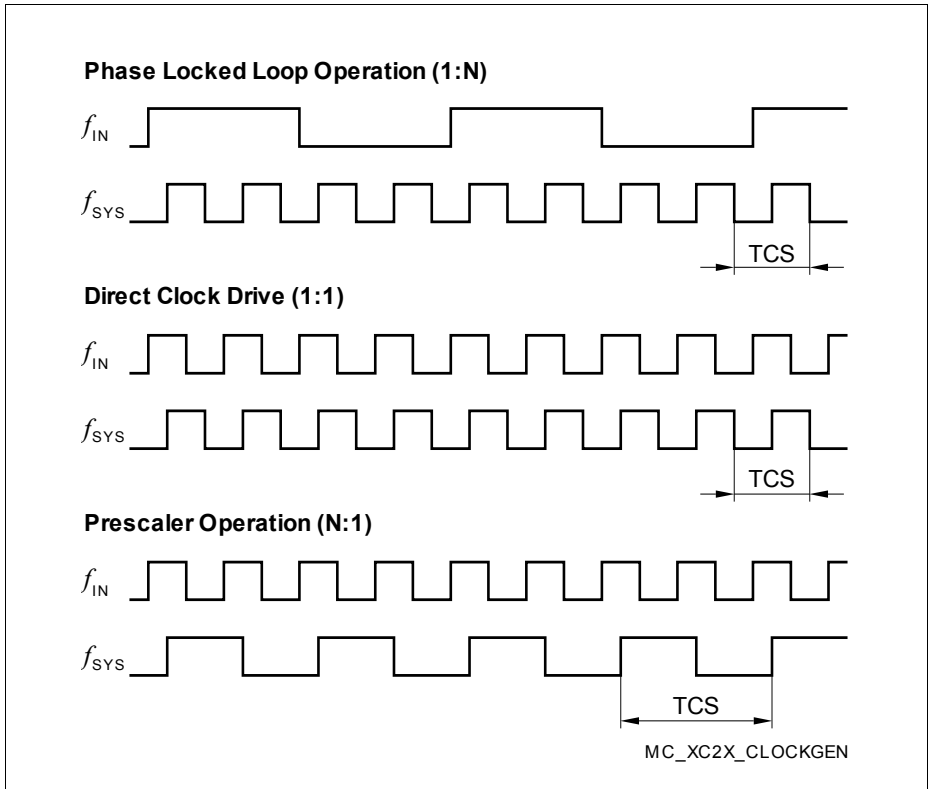 Phase Locked Loop Operation (1:N)
fIN
fSYS
TCS
Direct Clock Drive (1:1)
fIN
fSYS
TCS
Prescaler Operation (N:1)
fIN
fSYS
TCS
MC_XC2X_CLOCKGEN